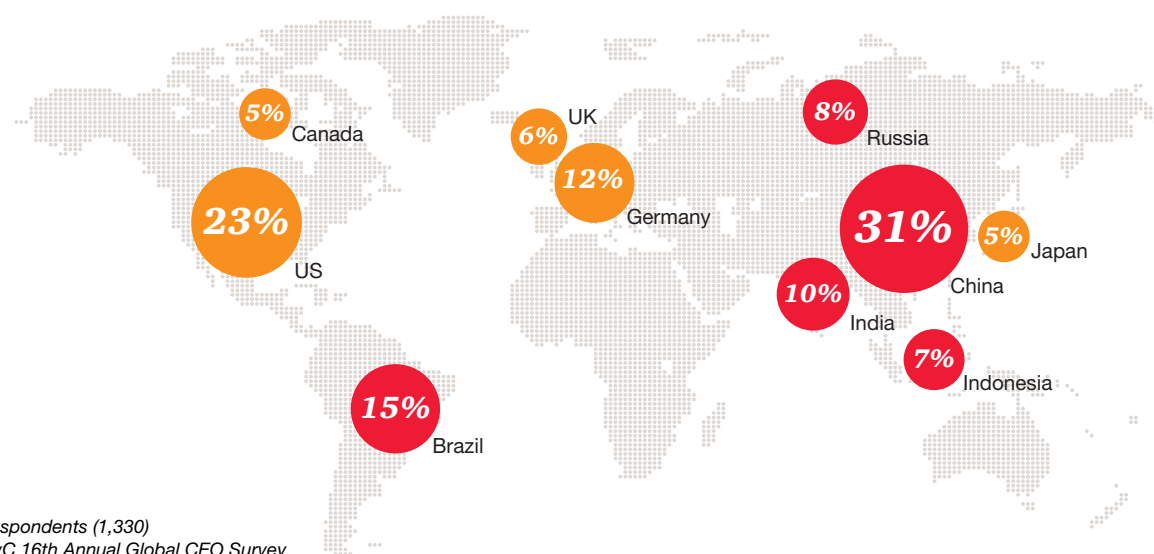 5%
Canada
23%
US
15%
Brazil
6%
UK
12%
Germany
8%
Russia
31%
China
5%
Japan
10%
India
7%
Indonesia
(1,330)
16th Annual Global CEO Survey